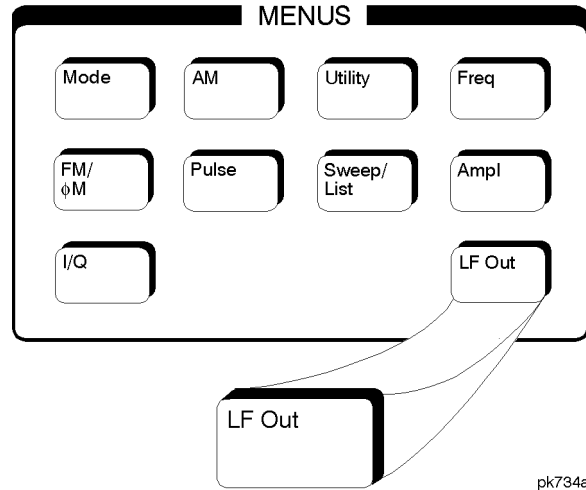 MENUS
Mode
AM
Utility
Freq
FM/
ϕM
Pulse
Sweep/
List
Ampl
I/Q
LF Out
LF Out
pk734a